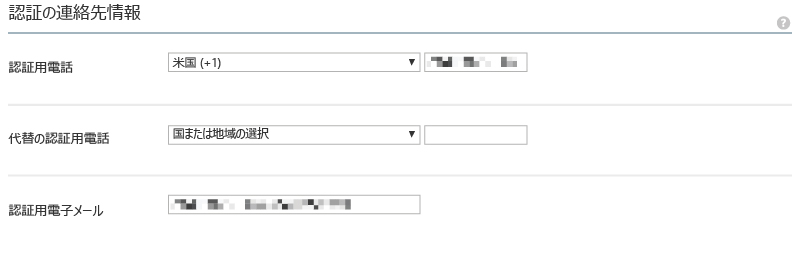 認証の連絡先情報
?
認証用電話 米国 (+1) ▼
代替の認証用電話 国または地域の選択 ▼
認証用電子メール